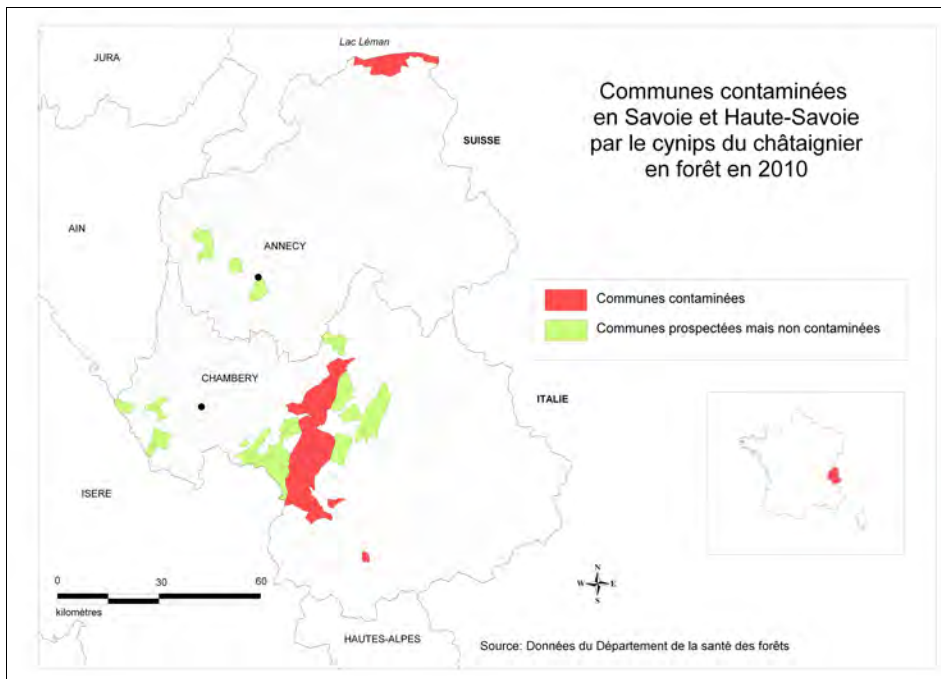 Lac Léman
JURA
Communes contaminées
en Savoie et Haute-Savoie
par le cynips du châtaignier
en forêt en 2010
SUISSE
AIN
ANNECY
Communes contaminées
Communes prospectées mais non contaminées
CHAMBERY
ITALIE
ISERE
N
W E
S
0 30 60
kilomètres
HAUTES-ALPES
Source: Données du Département de la santé des forêts